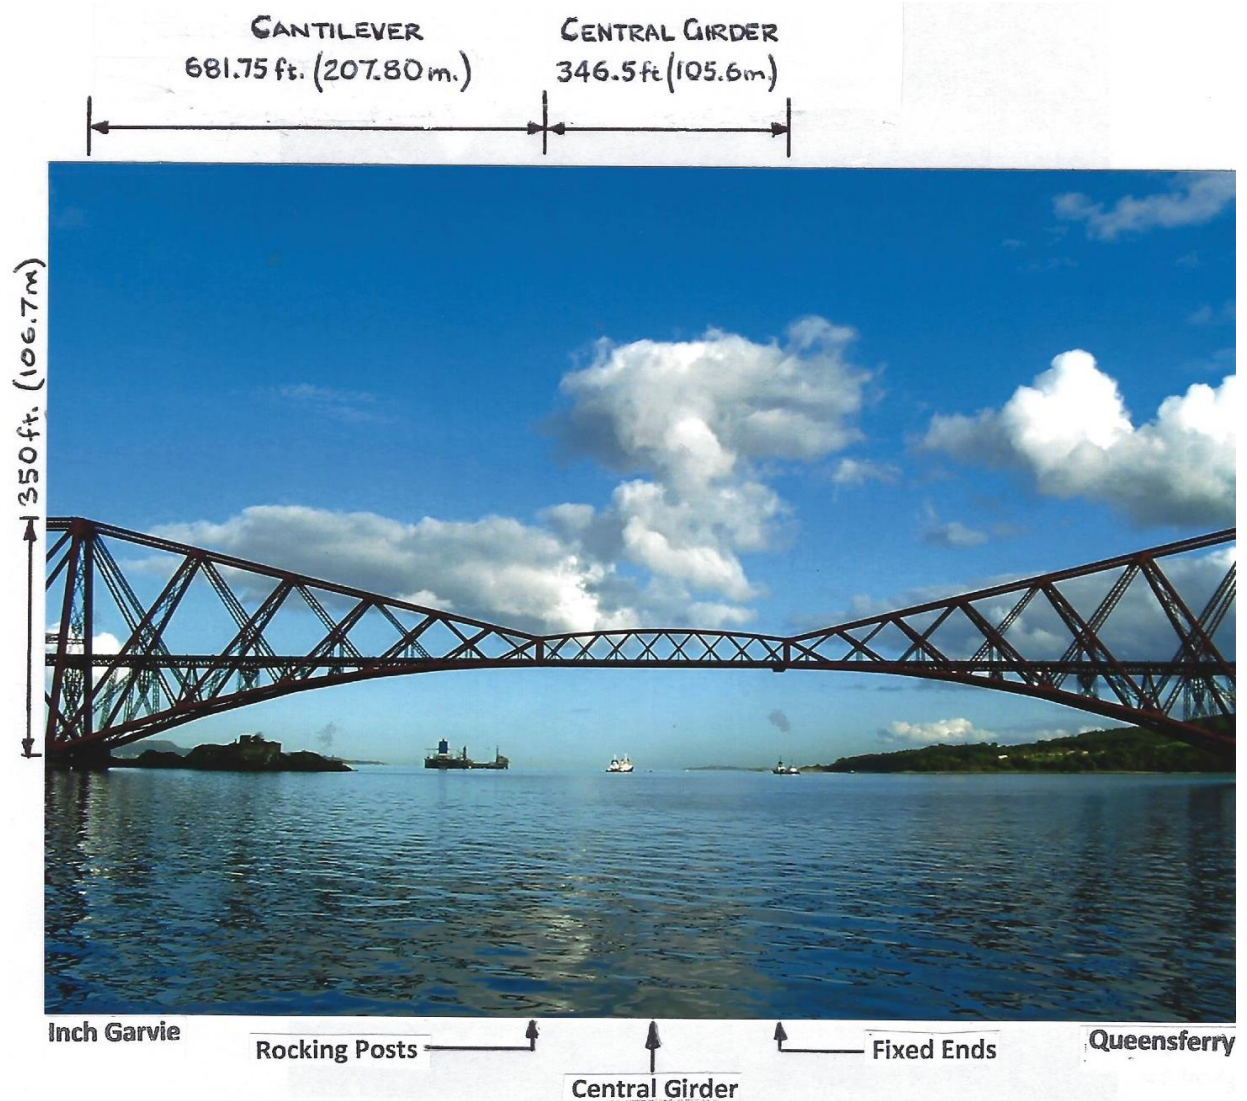 CANTILEVER
681.75 ft. (207.80 m.)
CENTRAL GIRDER
346.5 ft (105.6m.)
350 ft. (106.7m)
Inch Garvie
Rocking Posts
Central Girder
Fixed Ends
Queensferry